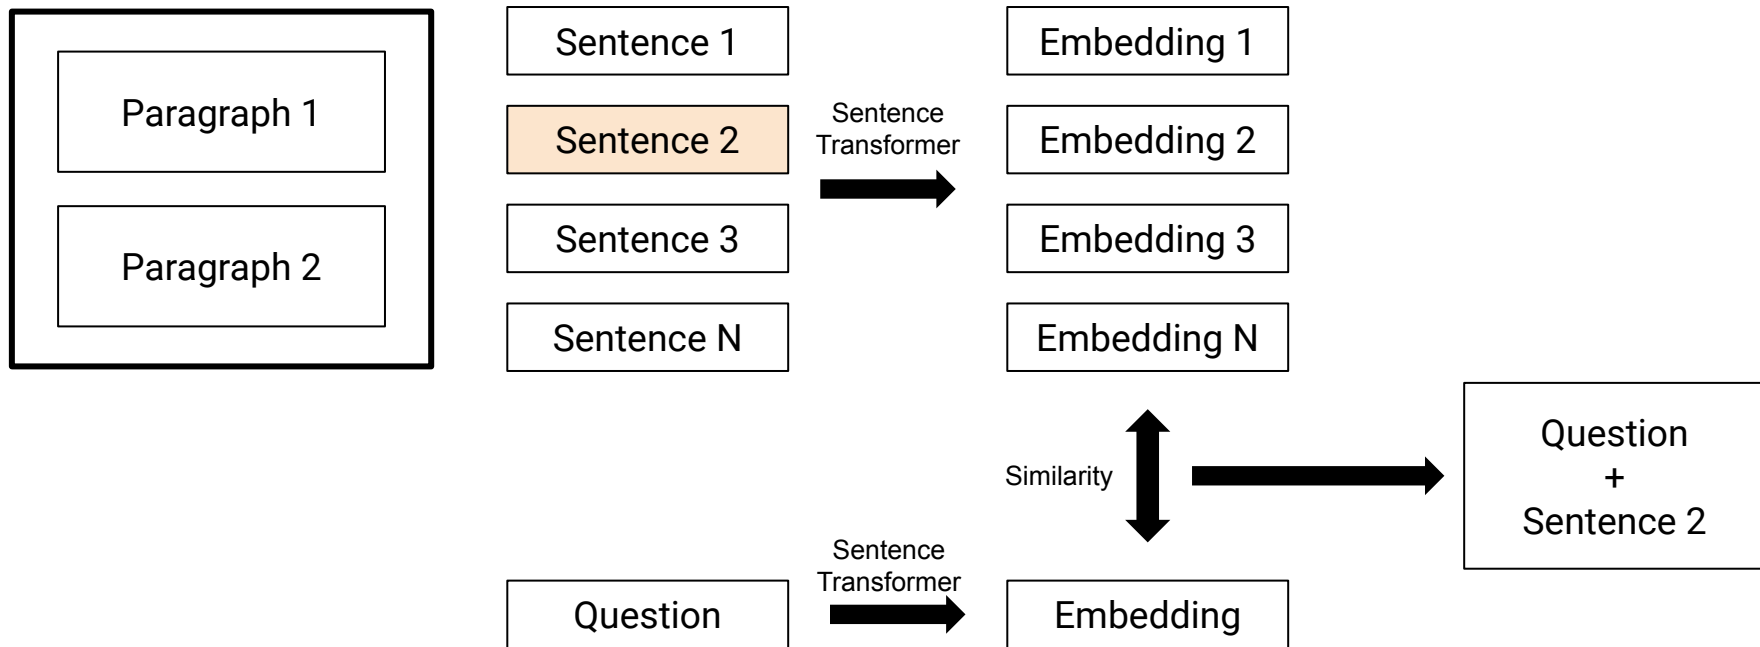 Paragraph 1
Paragraph 2
Sentence 1
Sentence 2
Sentence 3
Sentence N
Sentence
Transformer
Embedding 1
Embedding 2
Embedding 3
Embedding N
Similarity
Question
+
Sentence 2
Question
Sentence
Transformer
Embedding